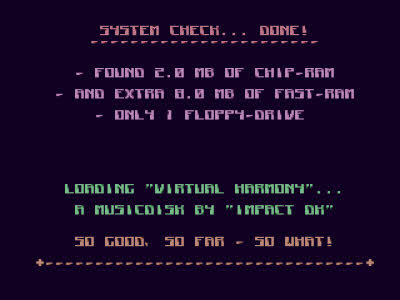 SYSTEM CHECK... DONE!
- FOUND 2.0 MB OF CHIP-RAM
- AND EXTRA 8.0 MB OF FAST-RAM
- ONLY 1 FLOPPY-DRIVE
LOADING "VIRTUAL HARMONY"...
A MUSICDISK BY "IMPACT DK"
SO GOOD, SO FAR - SO WHAT!